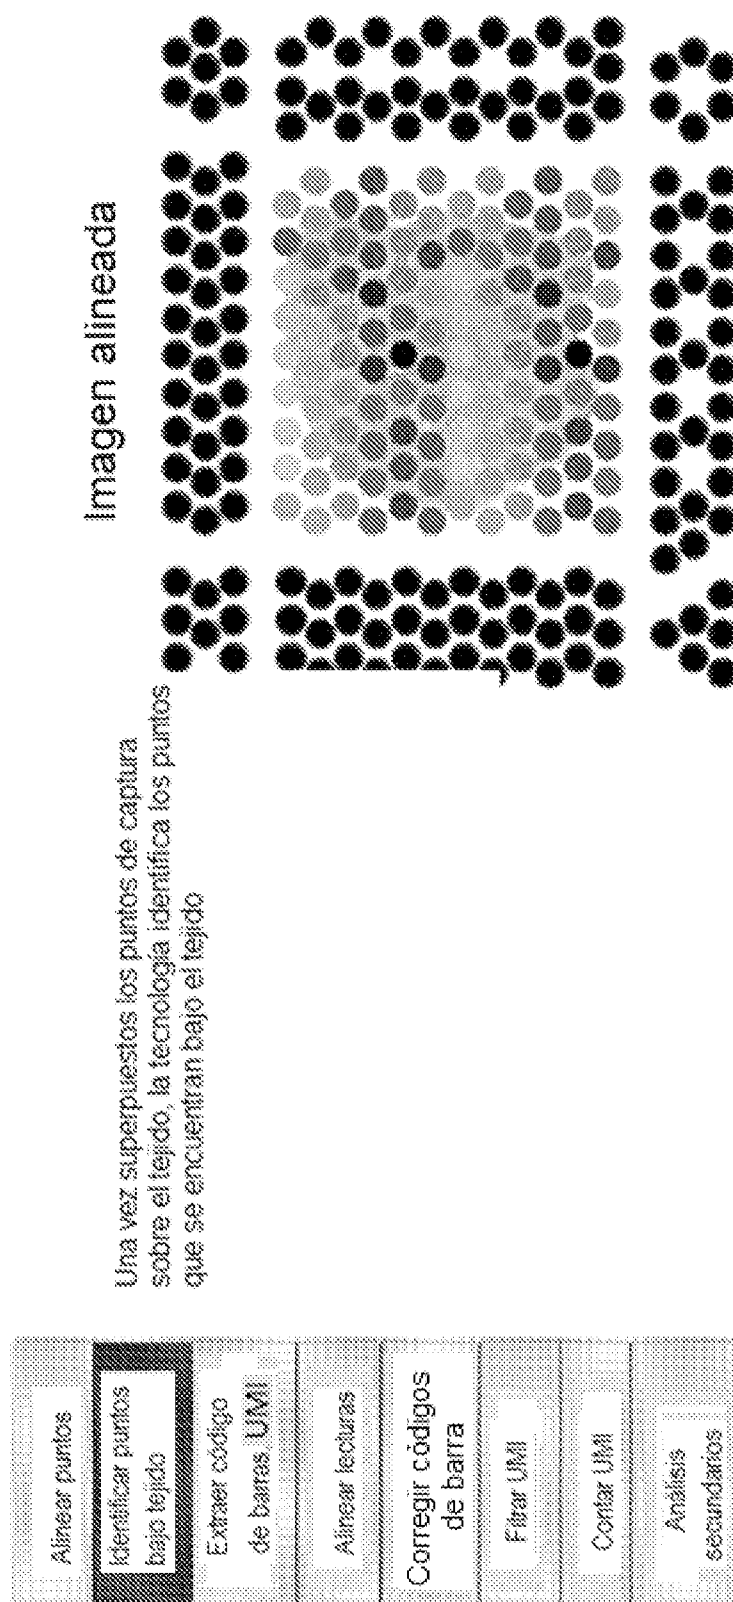 Alinear puntos
Identificar puntos
bajo tejido
Extraer código
de barras UMI
Alinear lecturas
Corregir códigos
de barra
Filtrar UMI
Contar UMI
Análisis
secundarios
Una vez superpuestos los puntos de captura
sobre el tejido, la tecnología identifica los puntos
que se encuentran bajo el tejido
Imagen alineada